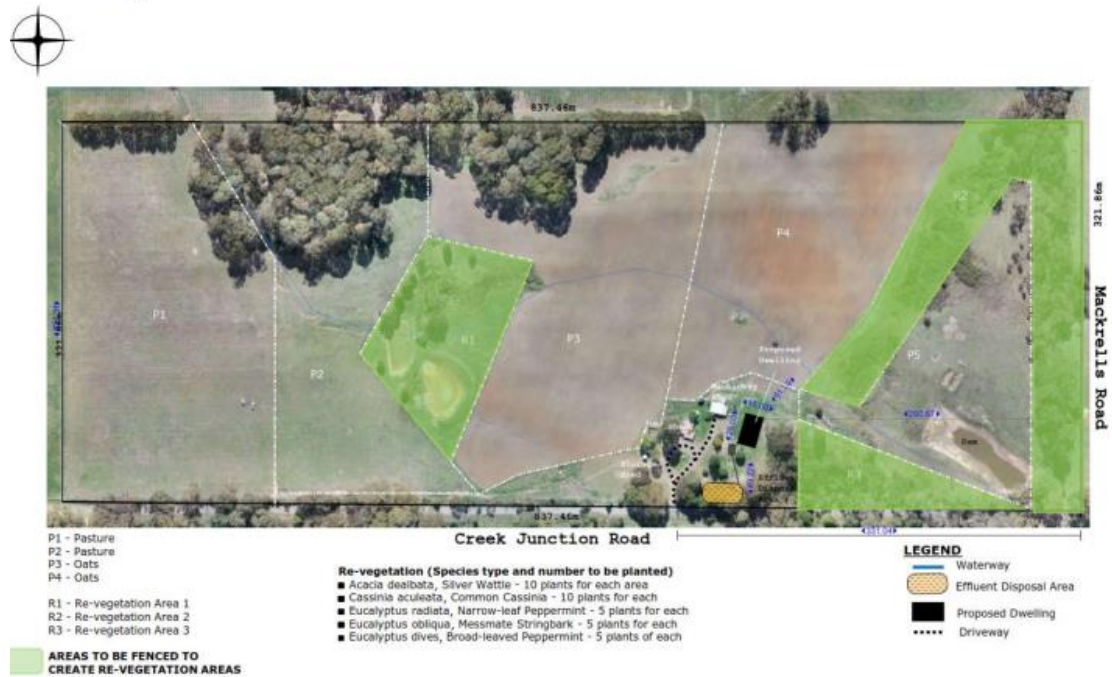 837.46m
321.86m
P1
P2
P3
P4
P5
R1
R2
R3
Proposed
Dwelling
Dam
Mackrells Road
837.46m
Creek Junction Road
P1 - Pasture
P2 - Pasture
P3 - Oats
P4 - Oats
R1 - Re-vegetation Area 1
R2 - Re-vegetation Area 2
R3 - Re-vegetation Area 3
AREAS TO BE FENCED TO
CREATE RE-VEGETATION AREAS
Re-vegetation (Species type and number to be planted)
Acacia dealbata, Silver Wattle - 10 plants for each area
Cassinia aculeata, Common Cassinia - 10 plants for each
Eucalyptus radiata, Narrow-leaf Peppermint - 5 plants for each
Eucalyptus obliqua, Messmate Stringbark - 5 plants for each
Eucalyptus dives, Broad-leaved Peppermint - 5 plants of each
LEGEND
Waterway
Effluent Disposal Area
Proposed Dwelling
Driveway